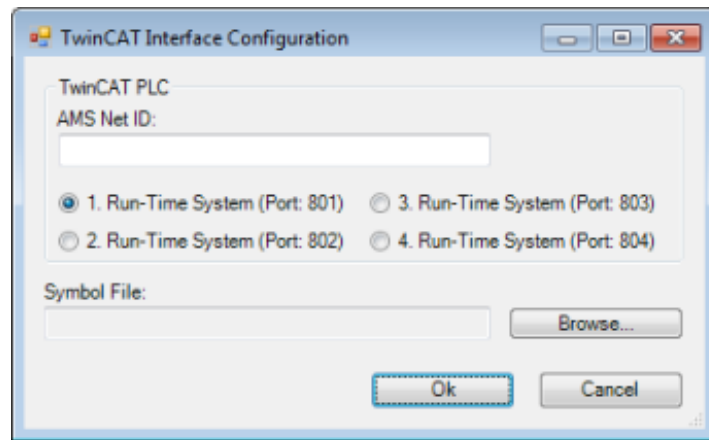 TwinCAT Interface Configuration
TwinCAT PLC
AMS Net ID:
1. Run-Time System (Port: 801)
3. Run-Time System (Port: 803)
2. Run-Time System (Port: 802)
4. Run-Time System (Port: 804)
Symbol File:
Browse...
Ok
Cancel